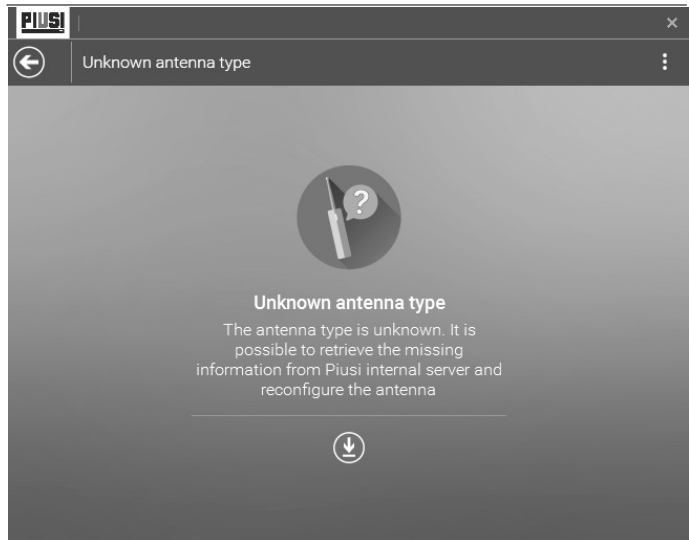 PIUSI
Unknown antenna type
?
Unknown antenna type
The antenna type is unknown. It is
possible to retrieve the missing
information from Piusi internal server and
reconfigure the antenna